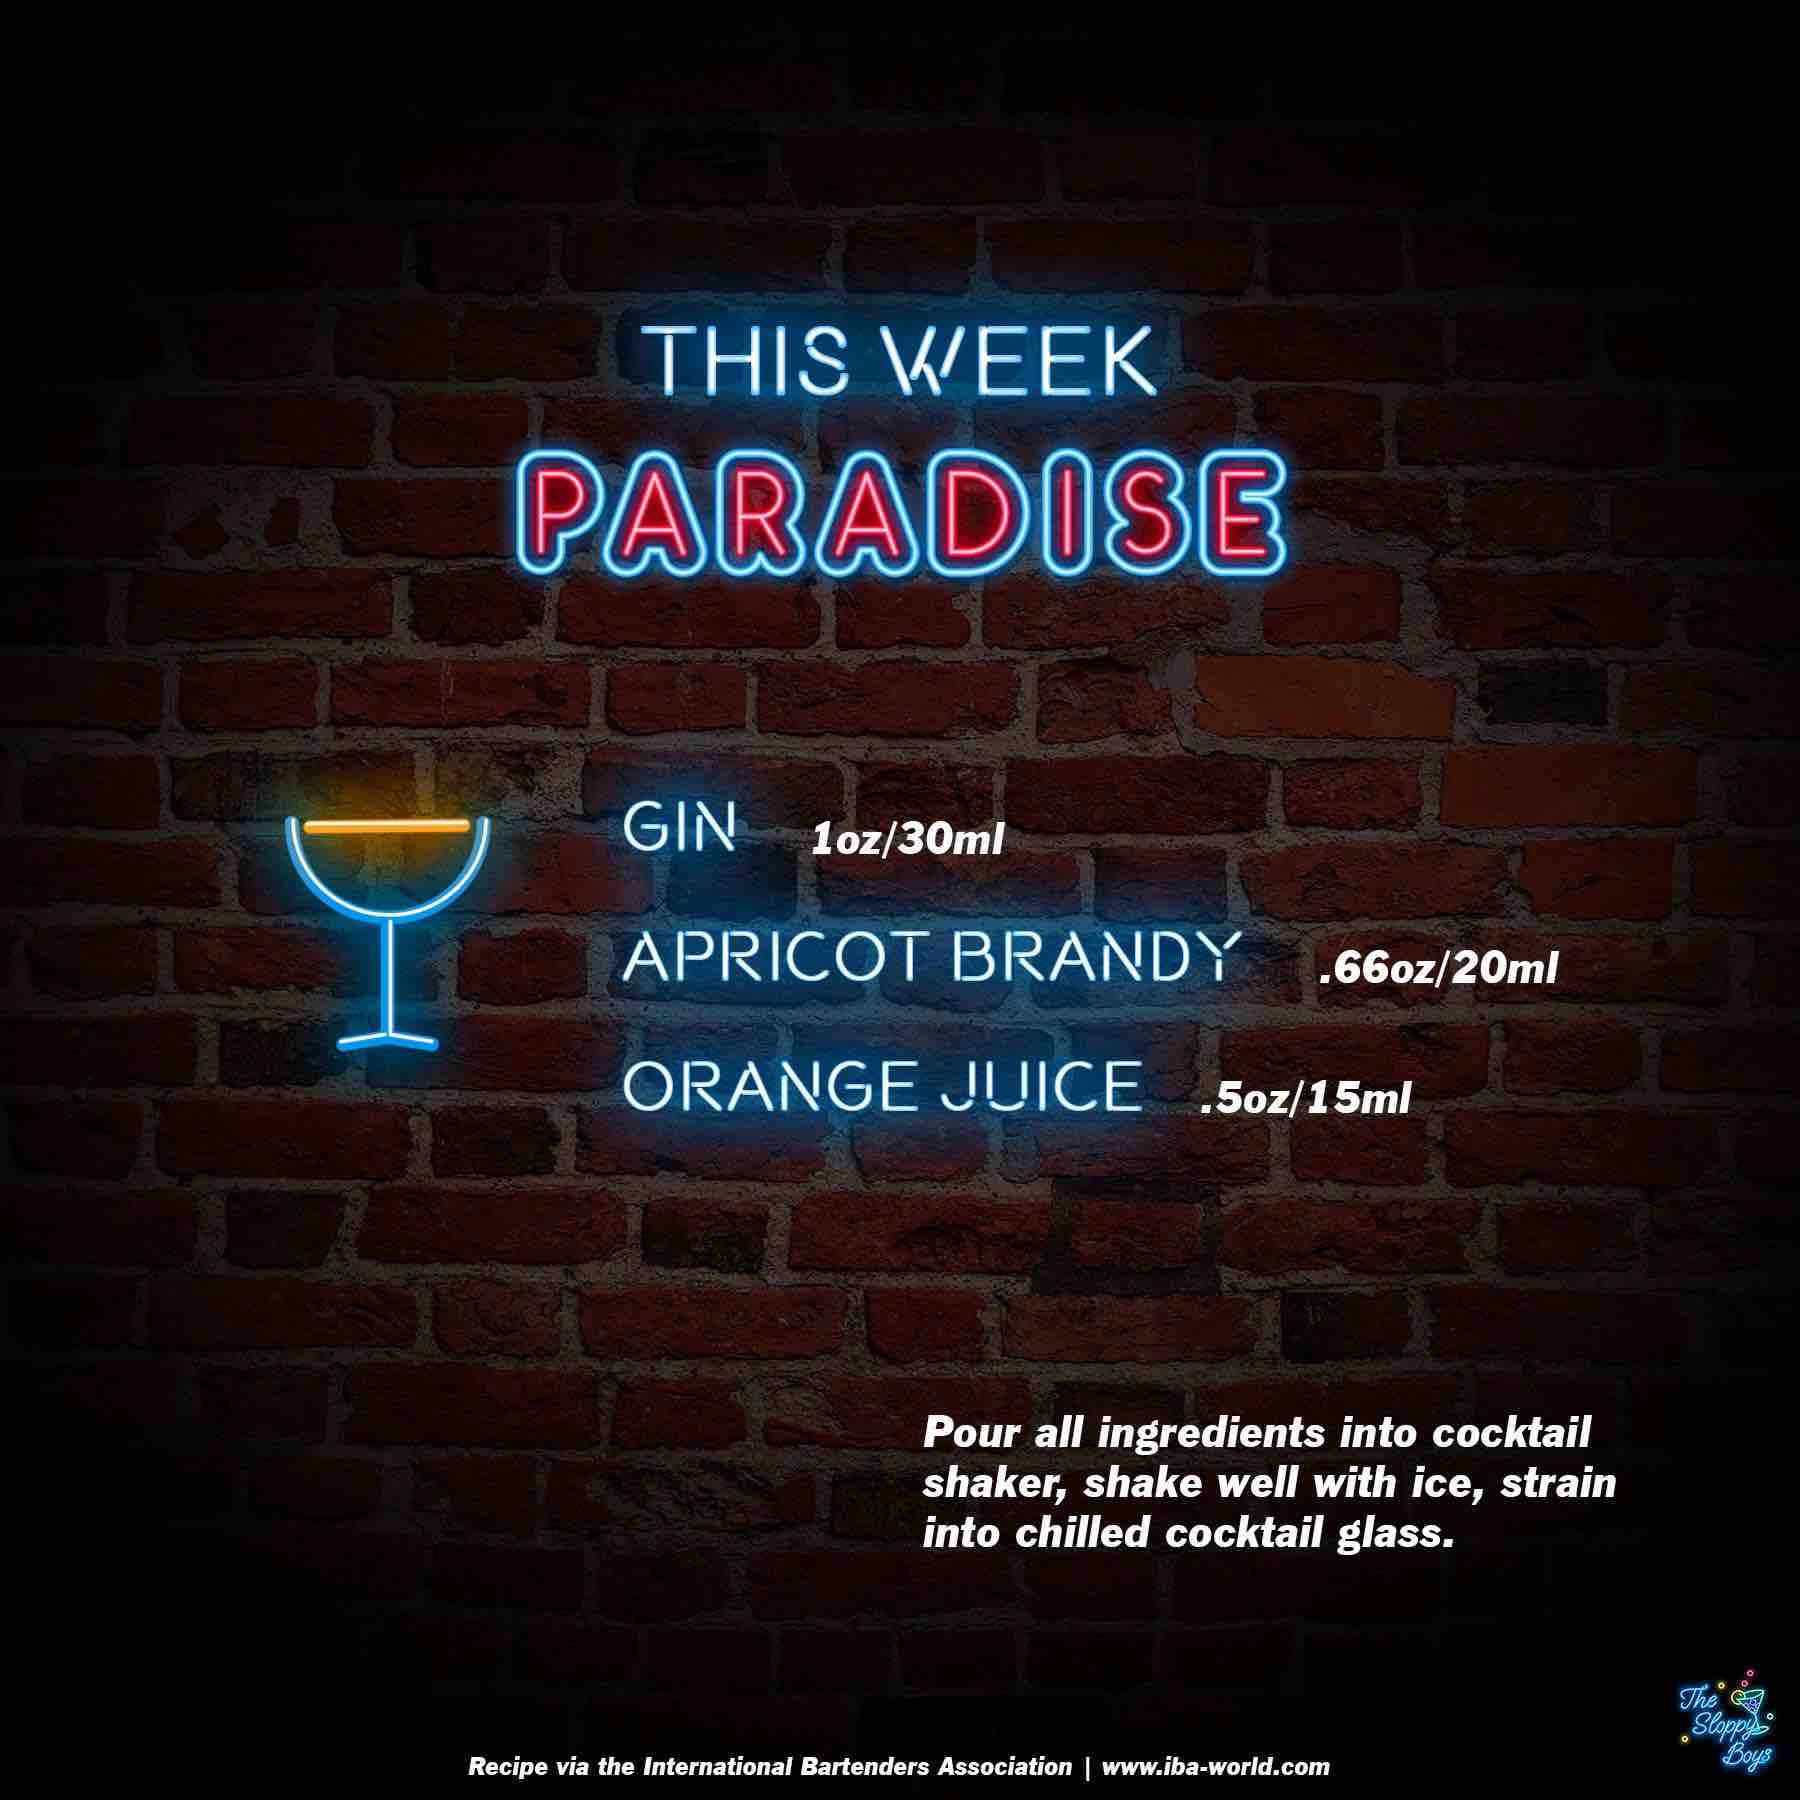 THIS WEEK
PARADISE
GIN 1oz/30ml
APRICOT BRANDY .66oz/20ml
ORANGE JUICE .5oz/15ml
Pour all ingredients into cocktail
shaker, shake well with ice, strain
into chilled cocktail glass.
The
Sloppy
Boys
Recipe via the International Bartenders Association | www.iba-world.com